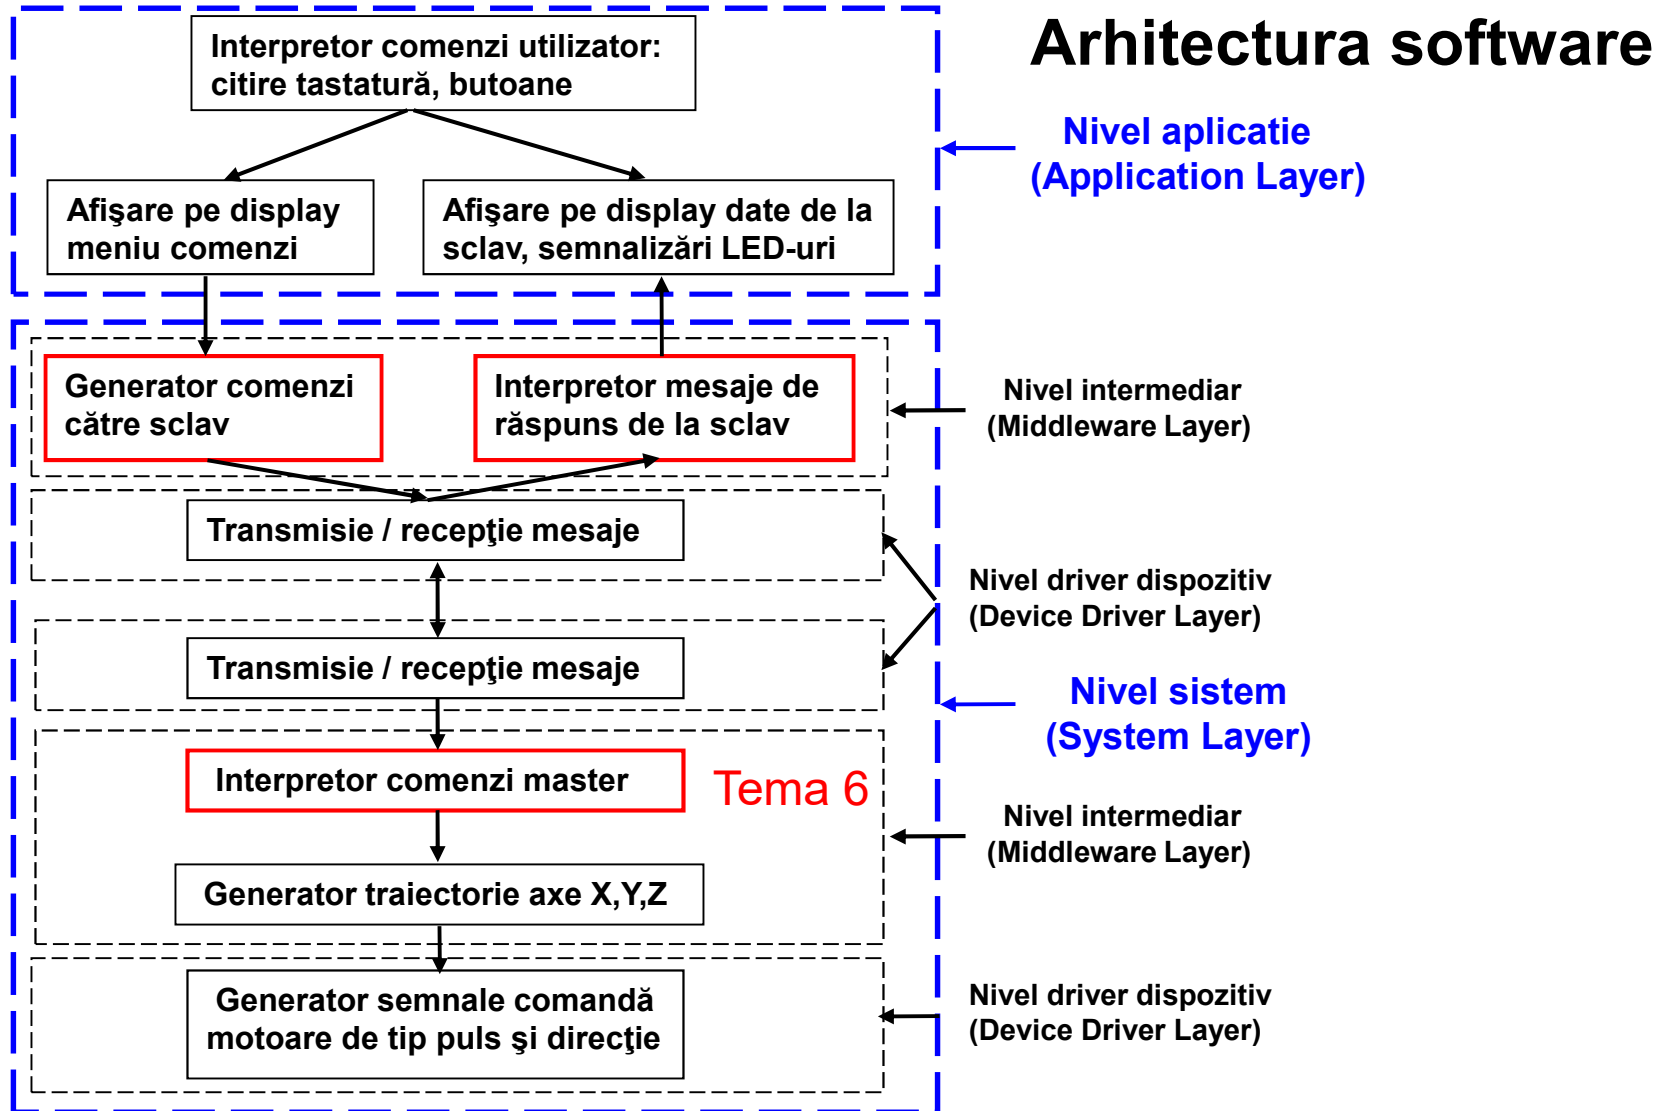 Arhitectura software
Interpretor comenzi utilizator:
citire tastatură, butoane
Nivel aplicatie
(Application Layer)
Afişare pe display
meniu comenzi
Afişare pe display date de la
sclav, semnalizări LED-uri
Generator comenzi
către sclav
Interpretor mesaje de
răspuns de la sclav
Nivel intermediar
(Middleware Layer)
Transmisie / recepţie mesaje
Nivel driver dispozitiv
(Device Driver Layer)
Transmisie / recepţie mesaje
Nivel sistem
(System Layer)
Interpretor comenzi master
Tema 6
Nivel intermediar
(Middleware Layer)
Generator traiectorie axe X,Y,Z
Generator semnale comandă
motoare de tip puls şi direcţie
Nivel driver dispozitiv
(Device Driver Layer)